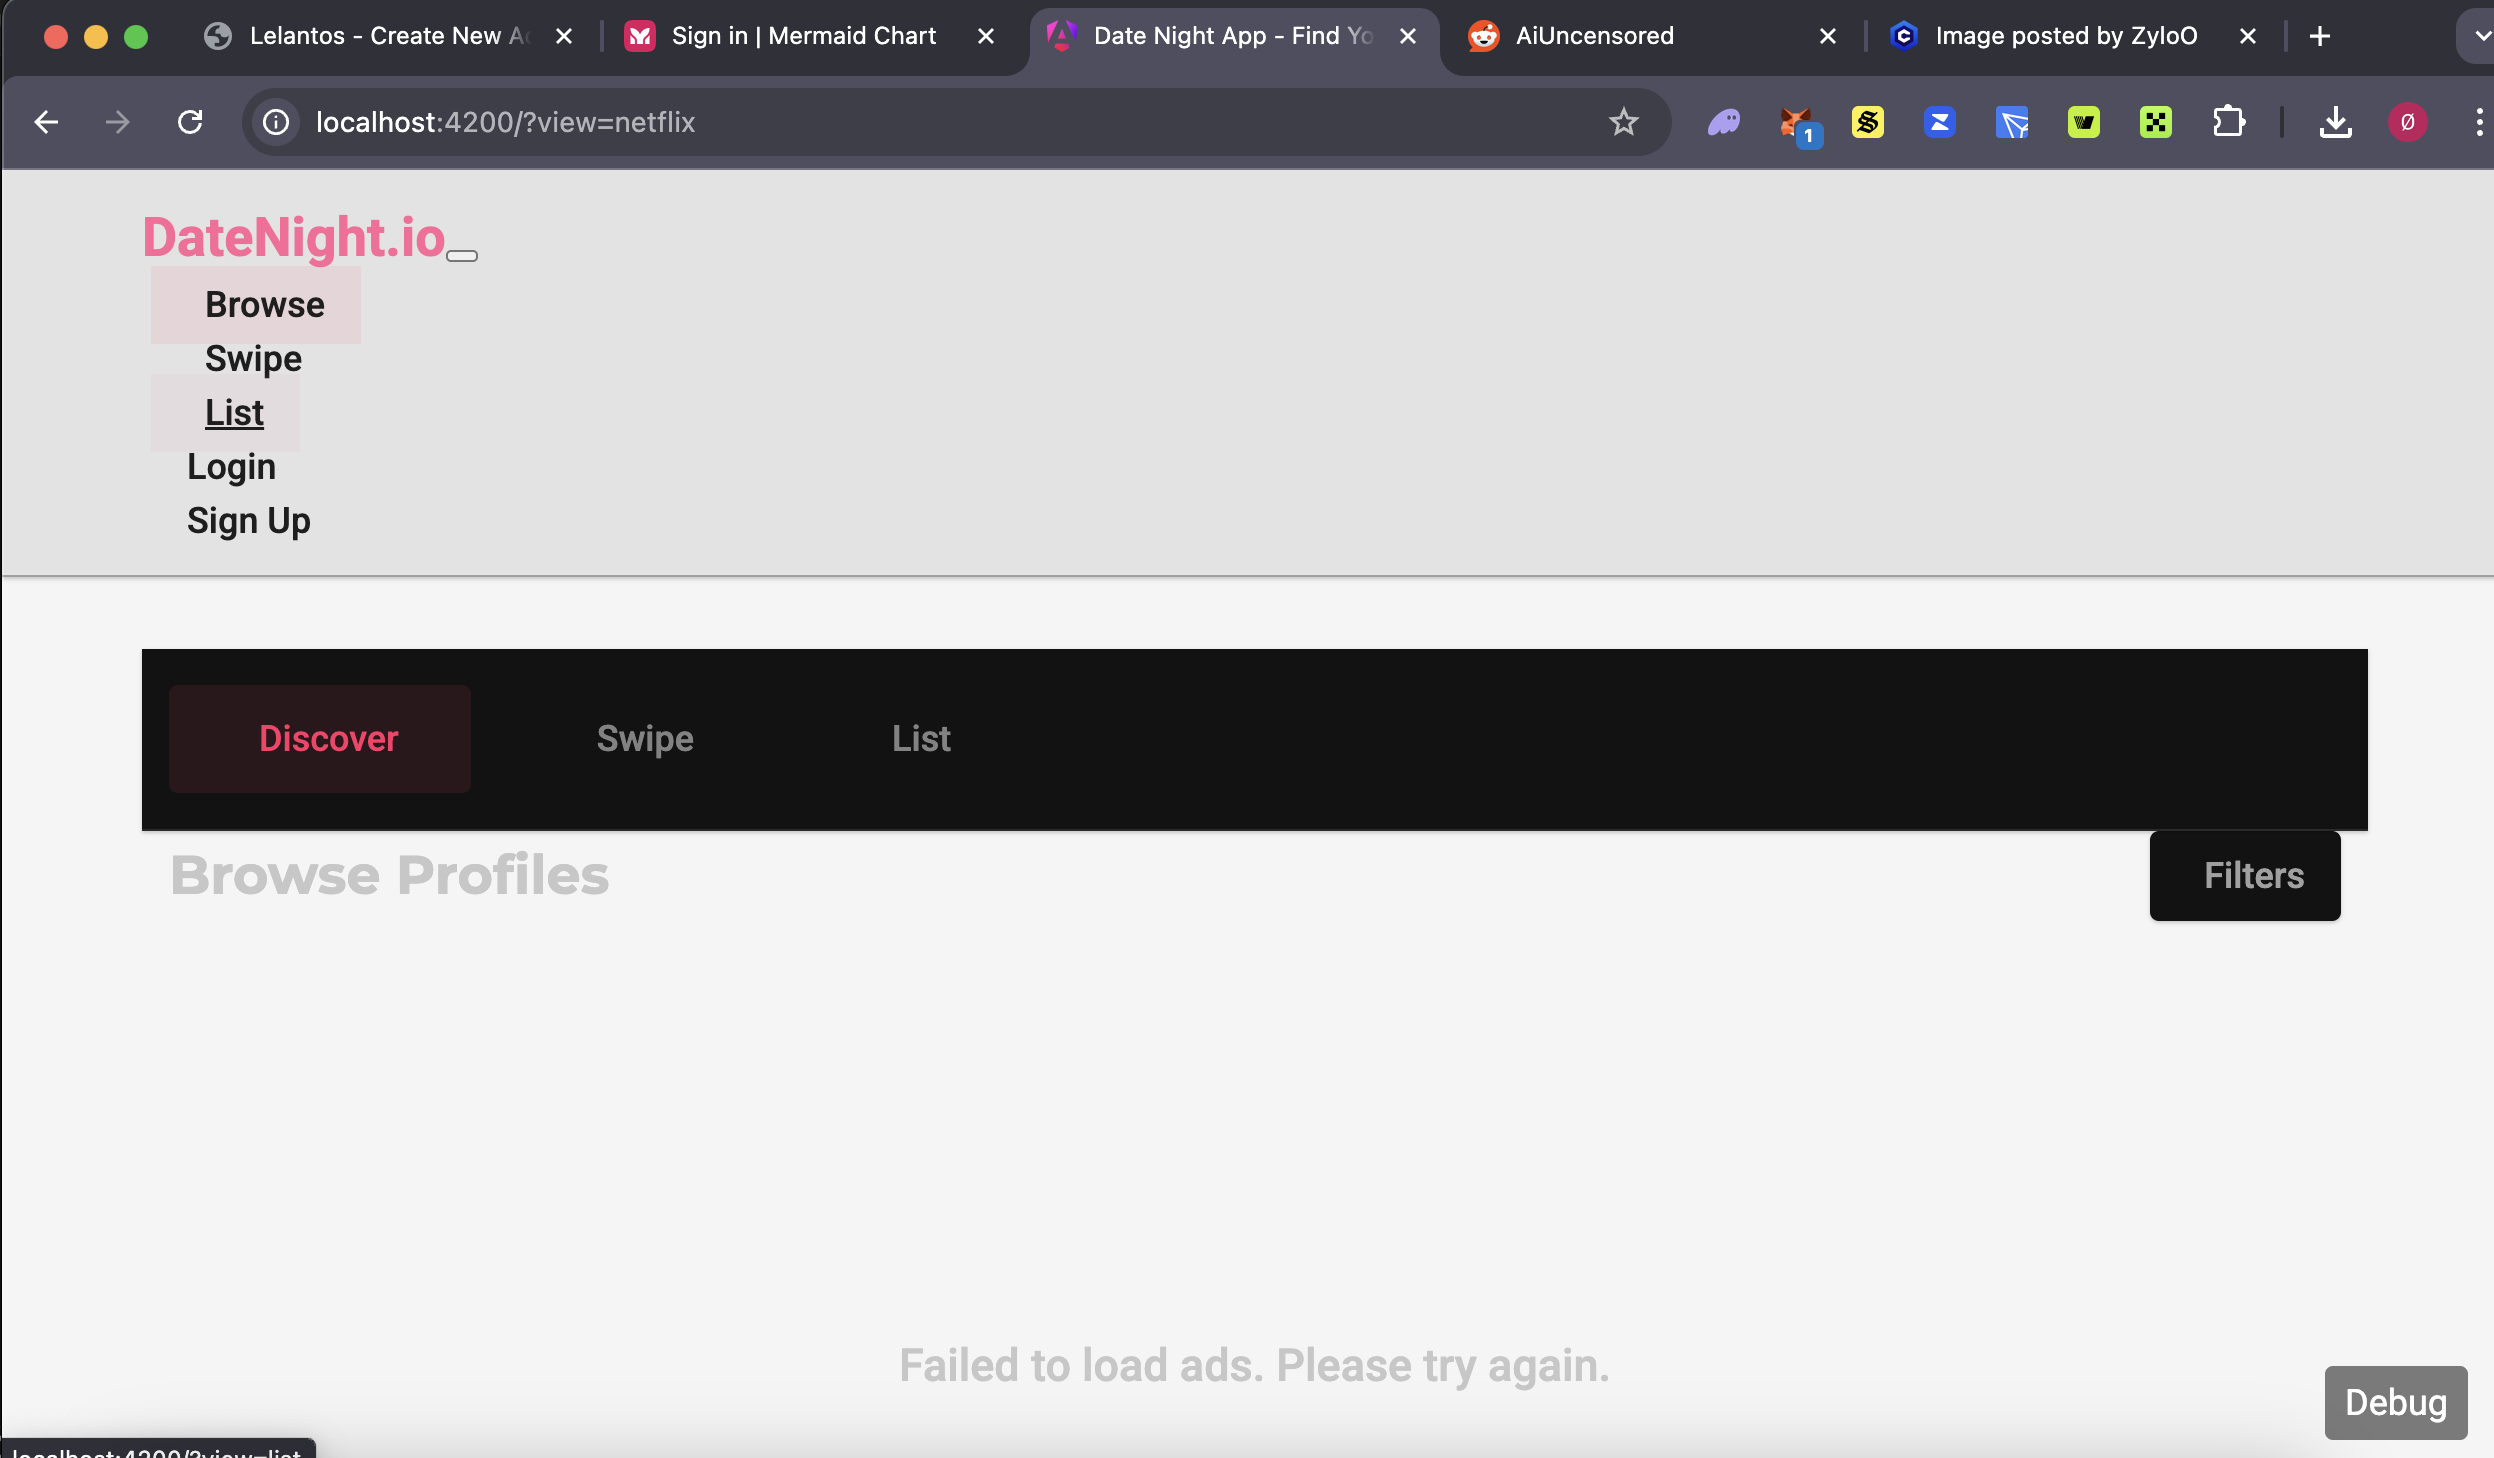 Lelantos - Create New Ac
Sign in | Mermaid Chart
Date Night App - Find Yo
AiUncensored
Image posted by ZyloO
localhost:4200/?view=netflix
1
Ø
DateNight.io
Browse
Swipe
List
Login
Sign Up
Discover
Swipe
List
Browse Profiles
Filters
Failed to load ads. Please try again.
Debug
localhost:4200/?view=list